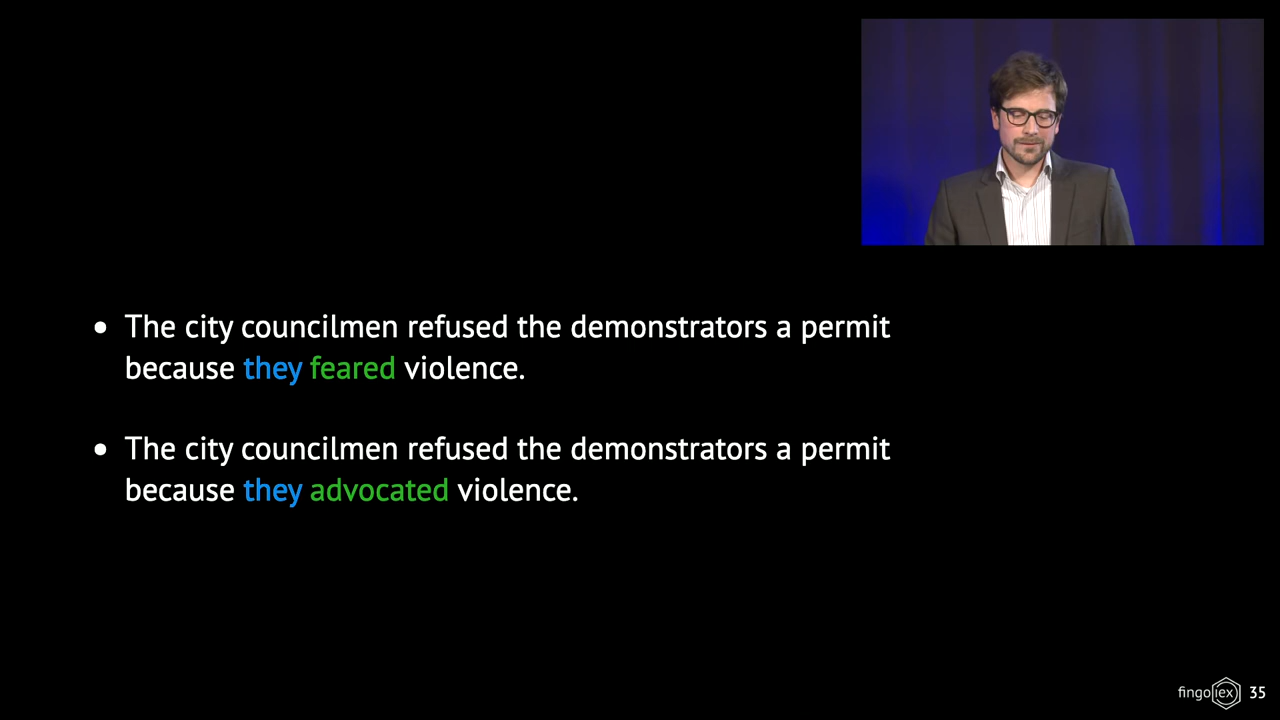 • The city councilmen refused the demonstrators a permit
because they feared violence.
• The city councilmen refused the demonstrators a permit
because they advocated violence.
fingolex 35